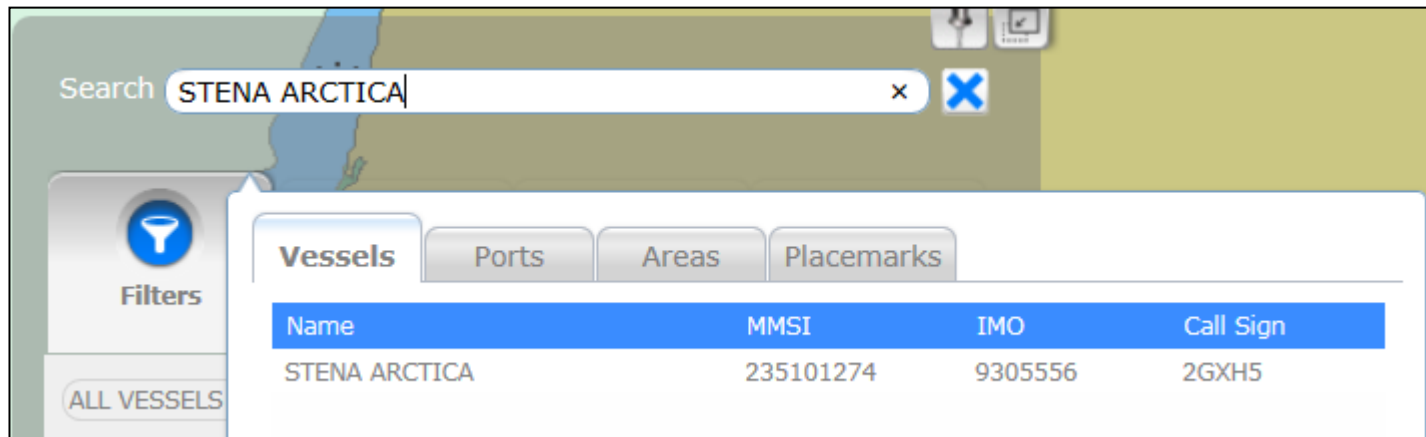 Search STENA ARCTICA ×
Filters
ALL VESSELS
Vessels Ports Areas Placemarks
Name MMSI IMO Call Sign
STENA ARCTICA 235101274 9305556 2GXH5